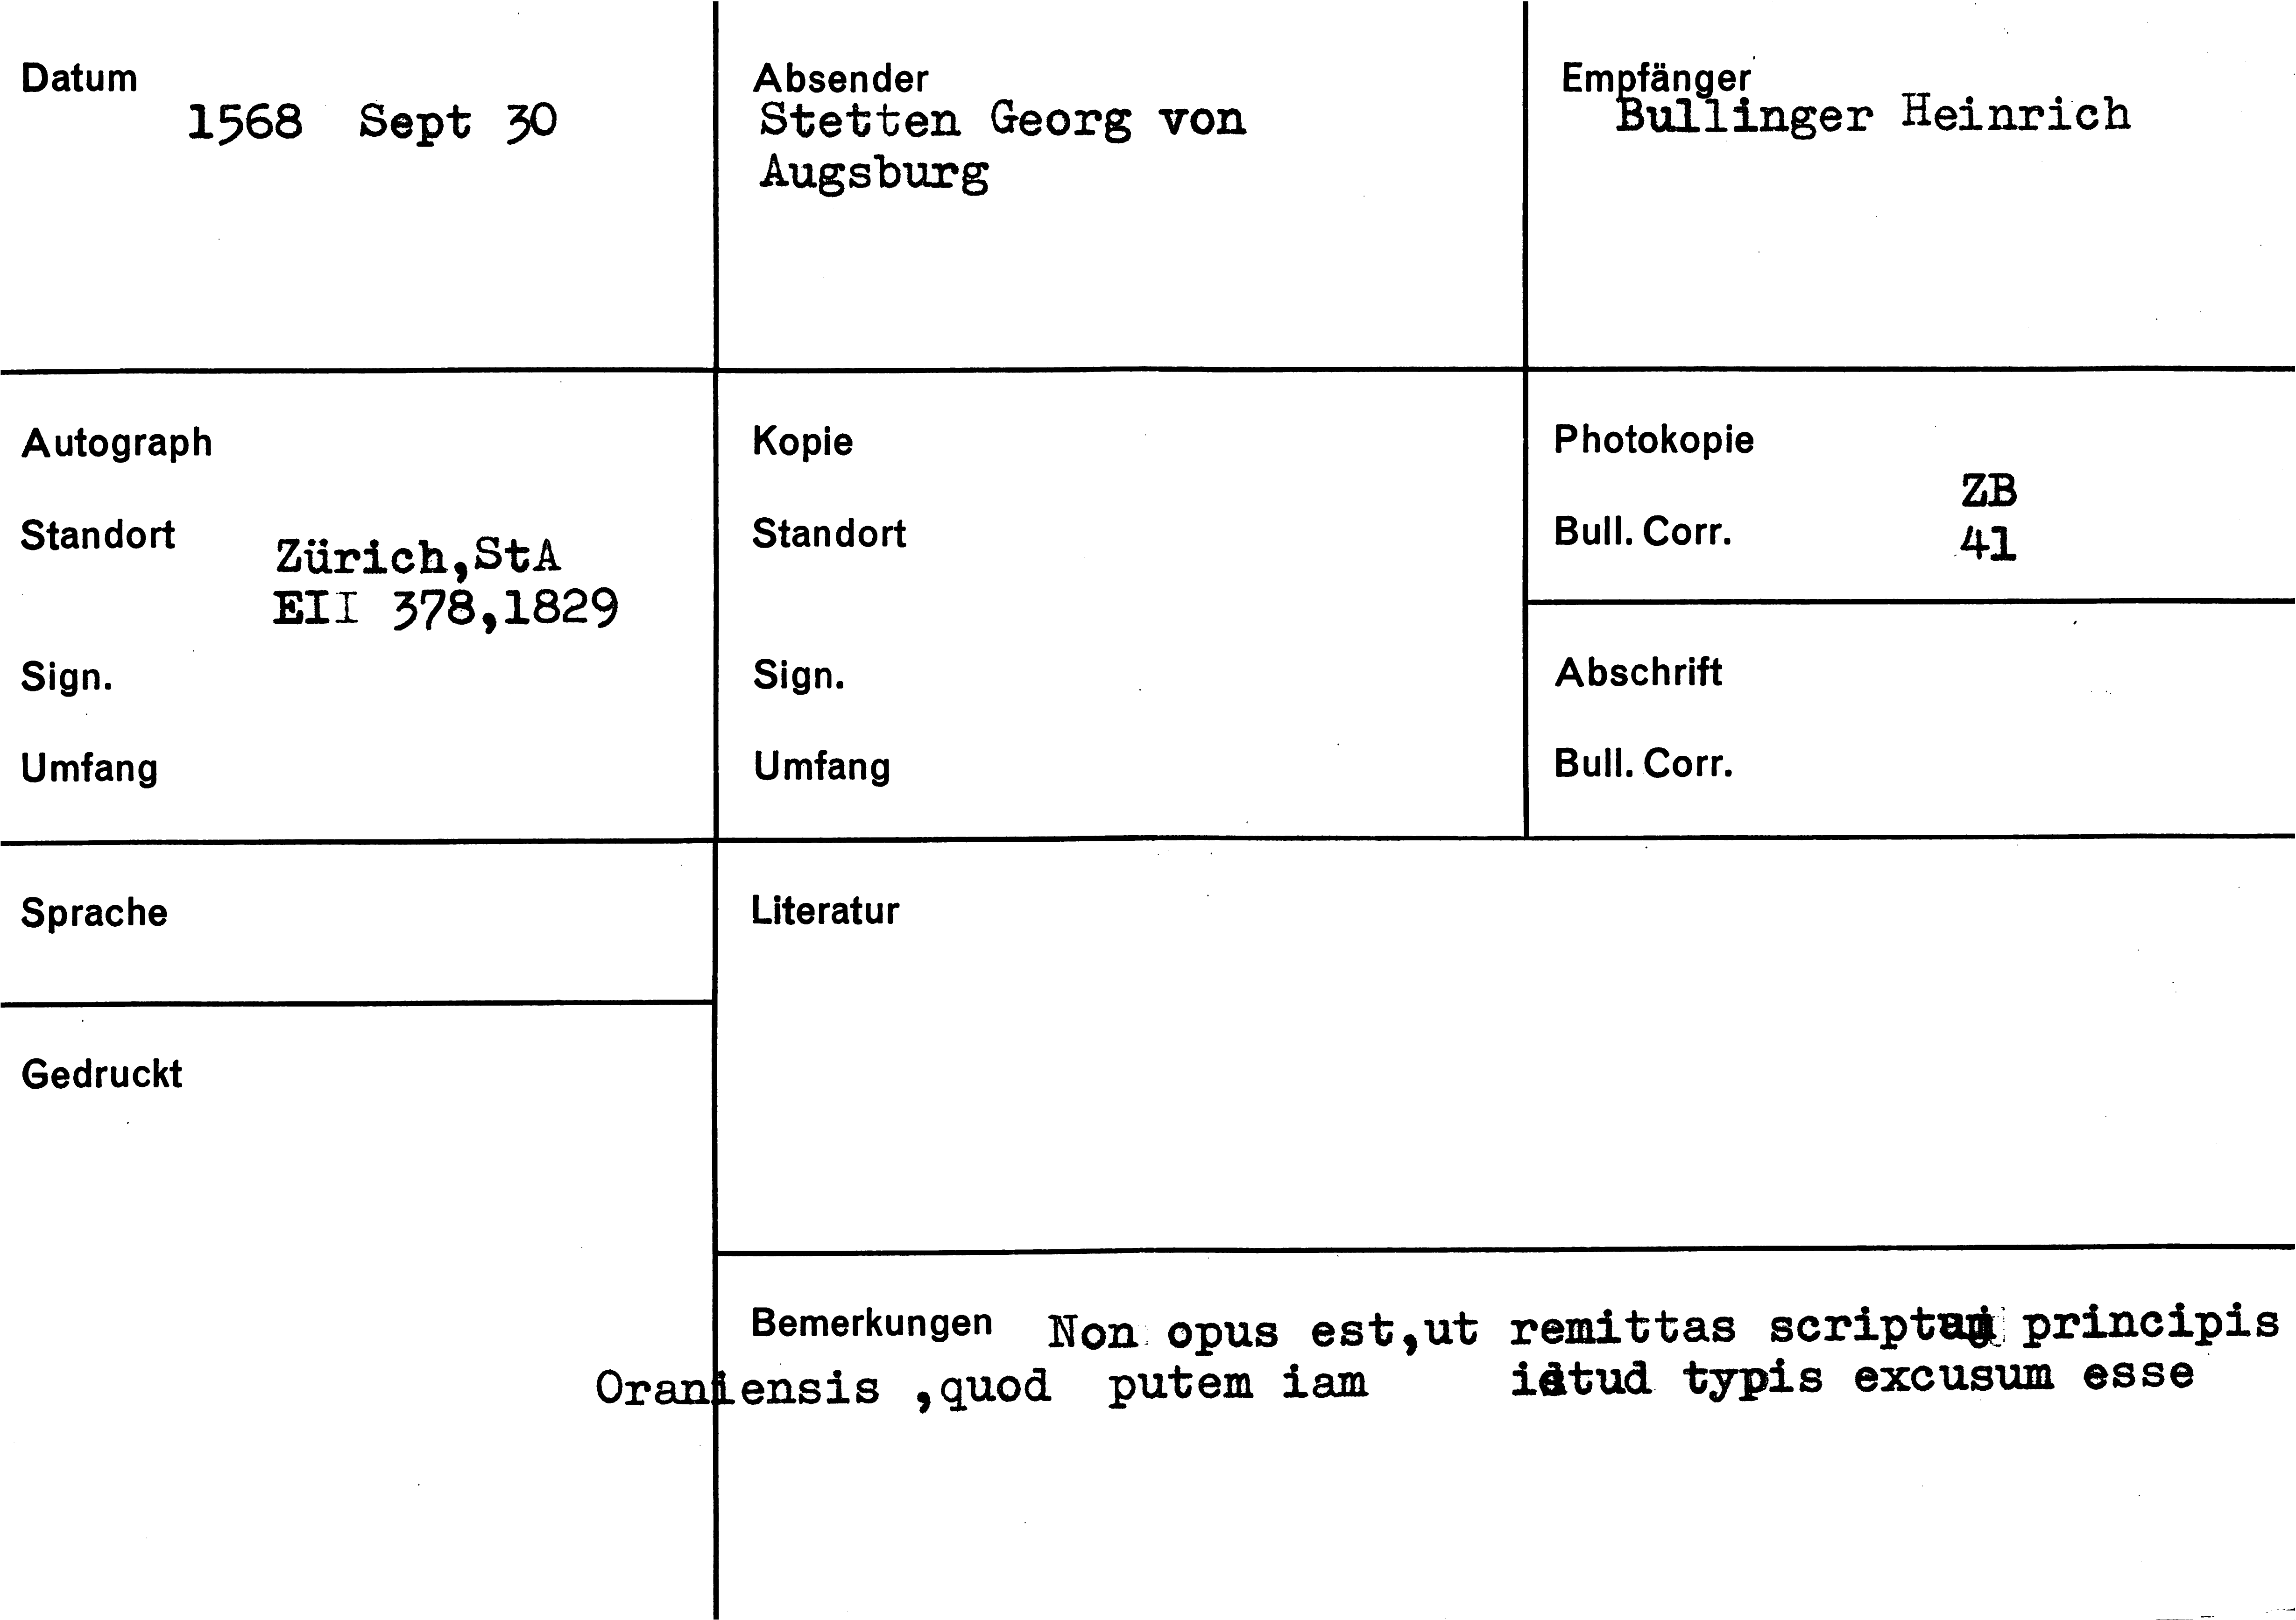 Datum
1568 Sept 30
Absender
Stetten Georg von
Augsburg
Empfänger
Bullinger Heinrich
Autograph
Standort
Zürich,StA
EII 378,1829
Sign.
Umfang
Kopie
Standort
Sign.
Umfang
Photokopie
ZB
Bull. Corr. 41
Abschrift
Bull. Corr.
Sprache
Gedruckt
Literatur
Bemerkungen Non opus est,ut remittas principis
Oraniensis ,quod putem iam typis excusum esse